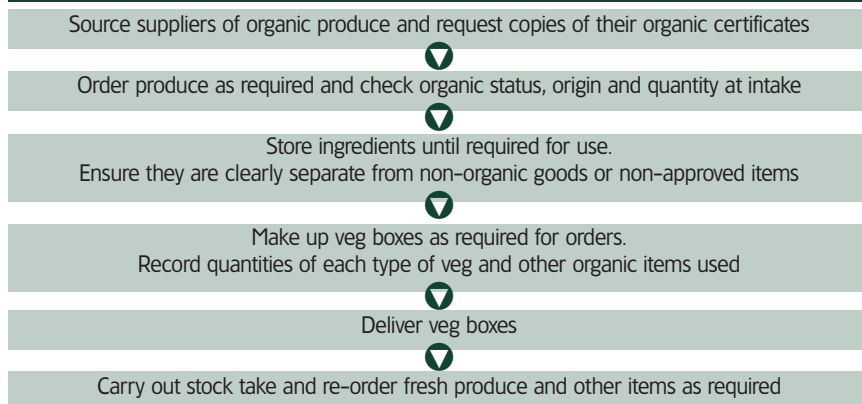 Source suppliers of organic produce and request copies of their organic certificates
Order produce as required and check organic status, origin and quantity at intake
Store ingredients until required for use.
Ensure they are clearly separate from non-organic goods or non-approved items
Make up veg boxes as required for orders.
Record quantities of each type of veg and other organic items used
Deliver veg boxes
Carry out stock take and re-order fresh produce and other items as required